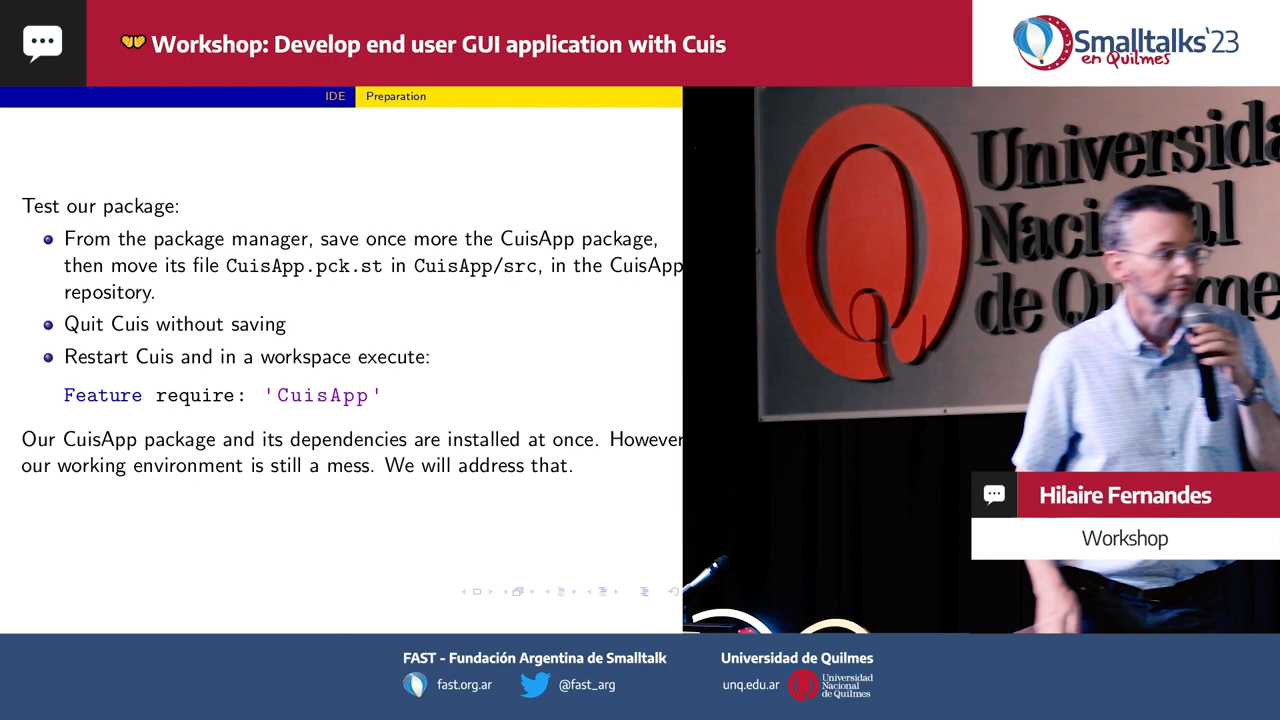 Workshop: Develop end user GUI application with Cuis
Smalltalks'23
en Quilmes
IDE
Preparation
Test our package:
From the package manager, save once more the CuisApp package,
then move its file CuisApp.pck.st in CuisApp/src, in the CuisApp
repository.
Quit Cuis without saving
Restart Cuis and in a workspace execute:
Feature require: 'CuisApp'
Our CuisApp package and its dependencies are installed at once. However
our working environment is still a mess. We will address that.
Universida
Nacional
de Qu lme
Hilaire Fernandes
Workshop
FAST - Fundación Argentina de Smalltalk
fast.org.ar
@fast_arg
Universidad de Quilmes
unq.edu.ar
Universidad
Nacional
de Quilmes